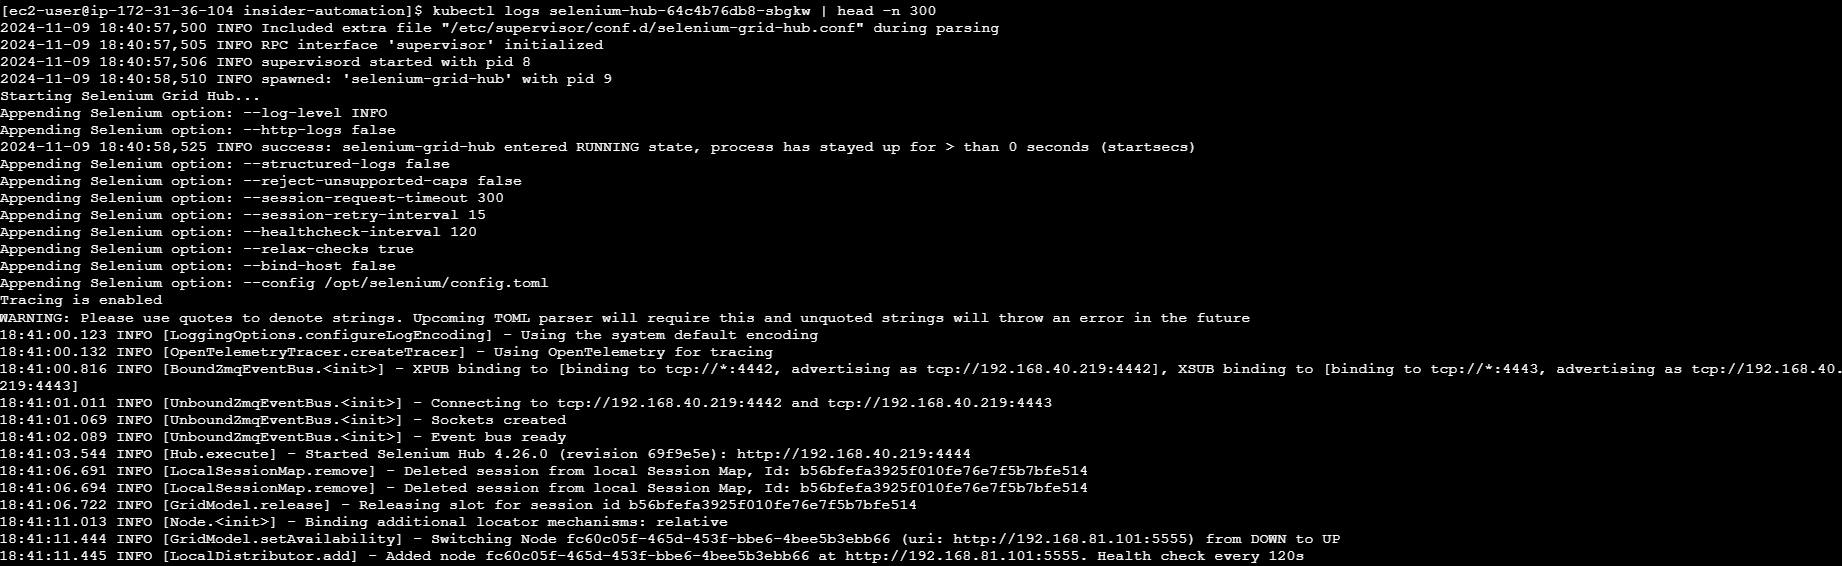 [ec2-user@ip-172-31-36-104 insider-automation]$ kubectl logs selenium-hub-64c4b76db8-sbgkw | head -n 300
2024-11-09 18:40:57,500 INFO Included extra file "/etc/supervisor/conf.d/selenium-grid-hub.conf" during parsing
2024-11-09 18:40:57,505 INFO RPC interface 'supervisor' initialized
2024-11-09 18:40:57,506 INFO supervisord started with pid 8
2024-11-09 18:40:58,510 INFO spawned: 'selenium-grid-hub' with pid 9
Starting Selenium Grid Hub...
Appending Selenium option: --log-level INFO
Appending Selenium option: --http-logs false
2024-11-09 18:40:58,525 INFO success: selenium-grid-hub entered RUNNING state, process has stayed up for > than 0 seconds (startsecs)
Appending Selenium option: --structured-logs false
Appending Selenium option: --reject-unsupported-caps false
Appending Selenium option: --session-request-timeout 300
Appending Selenium option: --session-retry-interval 15
Appending Selenium option: --healthcheck-interval 120
Appending Selenium option: --relax-checks true
Appending Selenium option: --bind-host false
Appending Selenium option: --config /opt/selenium/config.toml
Tracing is enabled
WARNING: Please use quotes to denote strings. Upcoming TOML parser will require this and unquoted strings will throw an error in the future
18:41:00.123 INFO [LoggingOptions.configureLogEncoding] - Using the system default encoding
18:41:00.132 INFO [OpenTelemetryTracer.createTracer] - Using OpenTelemetry for tracing
18:41:00.816 INFO [BoundZmqEventBus.<init>] - XPUB binding to [binding to tcp://*:4442, advertising as tcp://192.168.40.219:4442], XSUB binding to [binding to tcp://*:4443, advertising as tcp://192.168.40.
219:4443]
18:41:01.011 INFO [UnboundZmqEventBus.<init>] - Connecting to tcp://192.168.40.219:4442 and tcp://192.168.40.219:4443
18:41:01.069 INFO [UnboundZmqEventBus.<init>] - Sockets created
18:41:02.089 INFO [UnboundZmqEventBus.<init>] - Event bus ready
18:41:03.544 INFO [Hub.execute] - Started Selenium Hub 4.26.0 (revision 69f9e5e): http://192.168.40.219:4444
18:41:06.691 INFO [LocalSessionMap.remove] - Deleted session from local Session Map, Id: b56bfefa3925f010fe76e7f5b7bfe514
18:41:06.694 INFO [LocalSessionMap.remove] - Deleted session from local Session Map, Id: b56bfefa3925f010fe76e7f5b7bfe514
18:41:06.722 INFO [GridModel.release] - Releasing slot for session id b56bfefa3925f010fe76e7f5b7bfe514
18:41:11.013 INFO [Node.<init>] - Binding additional locator mechanisms: relative
18:41:11.444 INFO [GridModel.setAvailability] - Switching Node fc60c05f-465d-453f-bbe6-4bee5b3ebb66 (uri: http://192.168.81.101:5555) from DOWN to UP
18:41:11.445 INFO [LocalDistributor.add] - Added node fc60c05f-465d-453f-bbe6-4bee5b3ebb66 at http://192.168.81.101:5555. Health check every 120s